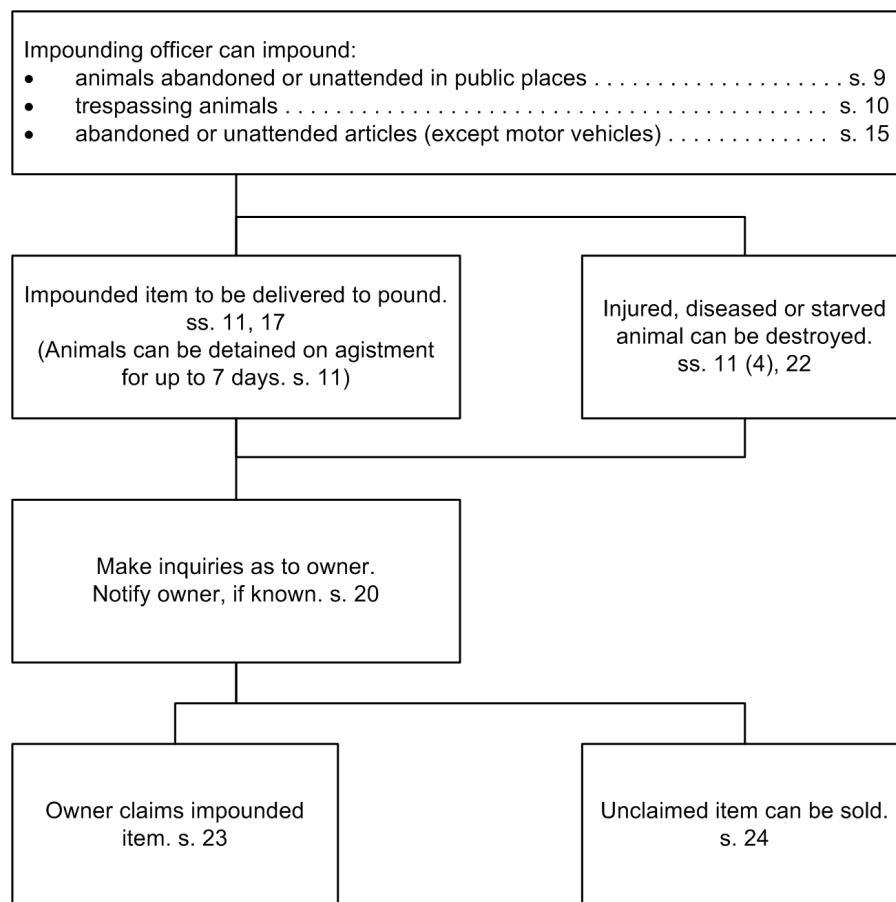 Impounding officer can impound:
• animals abandoned or unattended in public places . . . . . . . . . . . . . . . . . . . . . s. 9
• trespassing animals . . . . . . . . . . . . . . . . . . . . . . . . . . . . . . . . . . . . . . . . . . s. 10
• abandoned or unattended articles (except motor vehicles) . . . . . . . . . . . . . s. 15
Impounded item to be delivered to pound.
ss. 11, 17
(Animals can be detained on agistment
for up to 7 days. s. 11)
Injured, diseased or starved
animal can be destroyed.
ss. 11 (4), 22
Make inquiries as to owner.
Notify owner, if known. s. 20
Owner claims impounded
item. s. 23
Unclaimed item can be sold.
s. 24